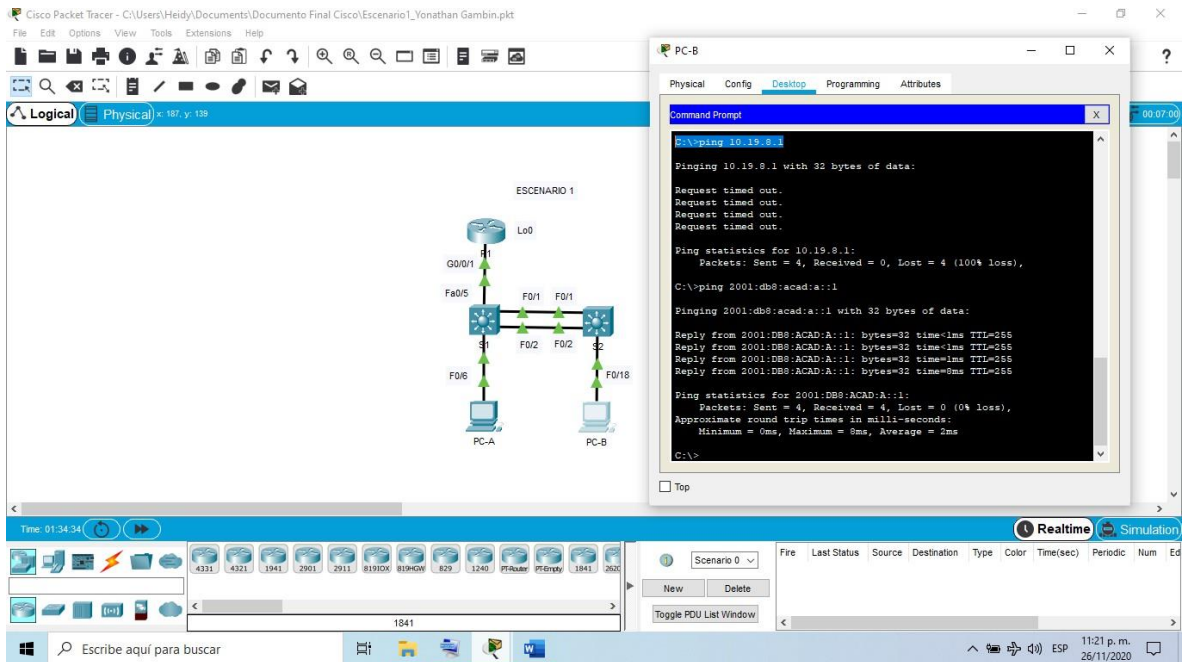 Cisco Packet Tracer - C:\Users\Heidy\Documents\Documento Final Cisco\Escenario1_Yonathan Gambin.pkt
File Edit Options View Tools Extensions Help
Logical Physical x: 187, y: 139
00:07:00
PC-B
Physical Config Desktop Programming Attributes
Command Prompt X
C:\>ping 10.19.8.1
Pinging 10.19.8.1 with 32 bytes of data:
Request timed out.
Request timed out.
Request timed out.
Request timed out.
Ping statistics for 10.19.8.1:
Packets: Sent = 4, Received = 0, Lost = 4 (100% loss),
C:\>ping 2001:db8:acad:a::1
Pinging 2001:db8:acad:a::1 with 32 bytes of data:
Reply from 2001:DB8:ACAD:A::1: bytes=32 time<1ms TTL=255
Reply from 2001:DB8:ACAD:A::1: bytes=32 time<1ms TTL=255
Reply from 2001:DB8:ACAD:A::1: bytes=32 time=1ms TTL=255
Reply from 2001:DB8:ACAD:A::1: bytes=32 time=8ms TTL=255
Ping statistics for 2001:DB8:ACAD:A::1:
Packets: Sent = 4, Received = 4, Lost = 0 (0% loss),
Approximate round trip times in milli-seconds:
Minimum = 0ms, Maximum = 8ms, Average = 2ms
C:\>
Top
ESCENARIO 1
Lo0
R1
G0/0/1
Fa0/5
F0/1 F0/1
S1
F0/2 F0/2
S2
F0/6
F0/18
PC-A
PC-B
Time: 01:34:34
Realtime Simulation
4331 4321 1941 2901 2911 819IOX 819HGW 829 1240 PT-Router PT-Empty 1841 2620
1841
Scenario 0
New Delete
Toggle PDU List Window
Fire Last Status Source Destination Type Color Time(sec) Periodic Num Ed
Escribe aquí para buscar
ESP
11:21 p. m.
26/11/2020